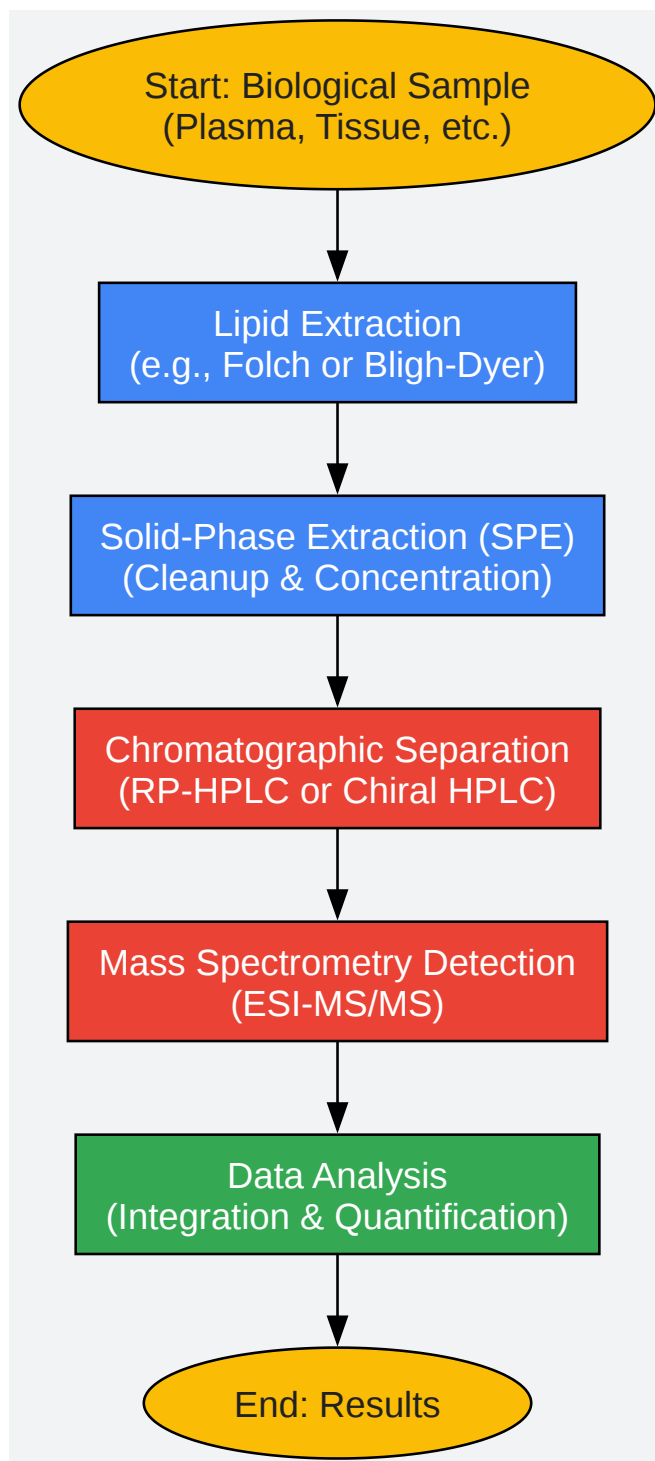 Start: Biological Sample
(Plasma, Tissue, etc.)
Lipid Extraction
(e.g., Folch or Bligh-Dyer)
Solid-Phase Extraction (SPE)
(Cleanup & Concentration)
Chromatographic Separation
(RP-HPLC or Chiral HPLC)
Mass Spectrometry Detection
(ESI-MS/MS)
Data Analysis
(Integration & Quantification)
End: Results